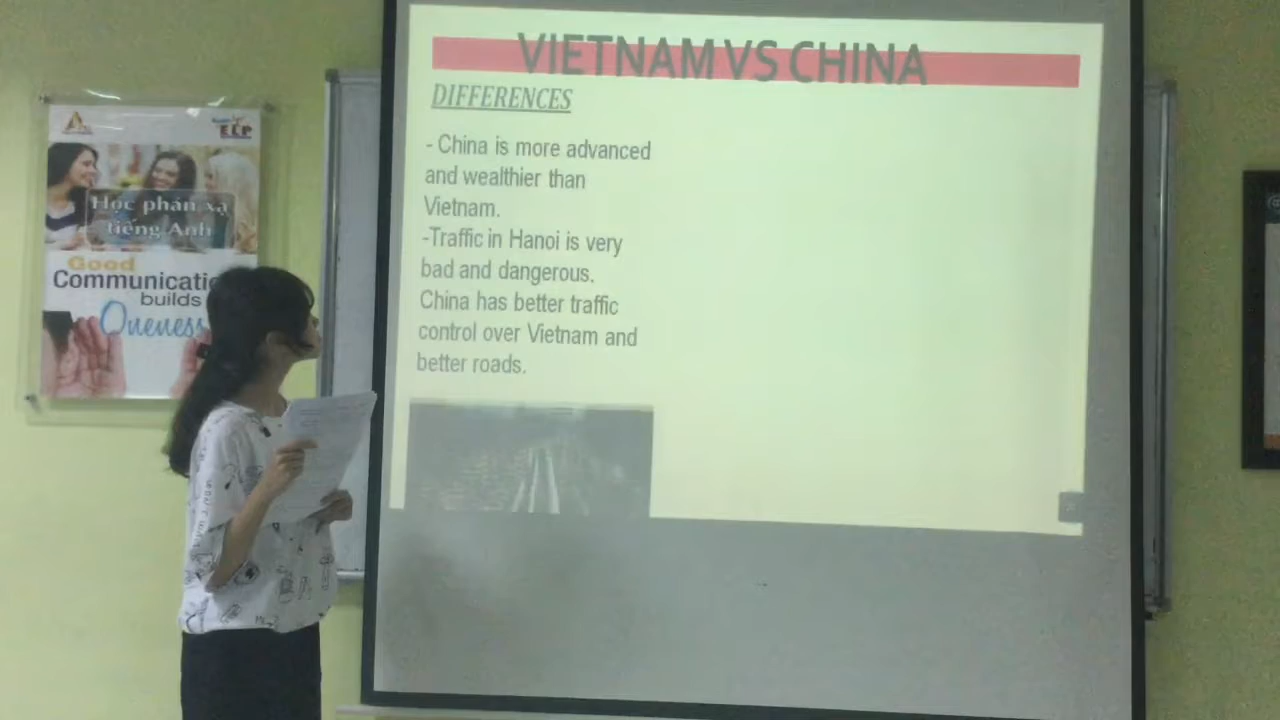 VIETNAM VS CHINA
DIFFERENCES
- China is more advanced
and wealthier than
Vietnam.
-Traffic in Hanoi is very
bad and dangerous.
China has better traffic
control over Vietnam and
better roads.
ELP
Học phản xạ
tiếng Anh
Good
Communicatio
builds
Oneness